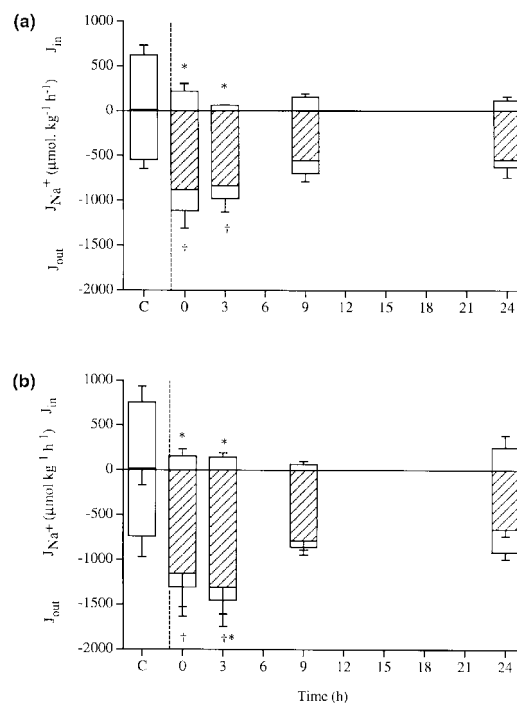 (a)
1000
500
0
-500
-1000
-1500
-2000
J_in
J_Na+ (µmol. kg-1 h-1)
J_out
*
*
†
†
C 0 3 6 9 12 15 18 21 24
(b)
1000
500
0
-500
-1000
-1500
-2000
J_in
J_Na+ (µmol kg-1 h-1)
J_out
*
*
†
†*
C 0 3 6 9 12 15 18 21 24
Time (h)